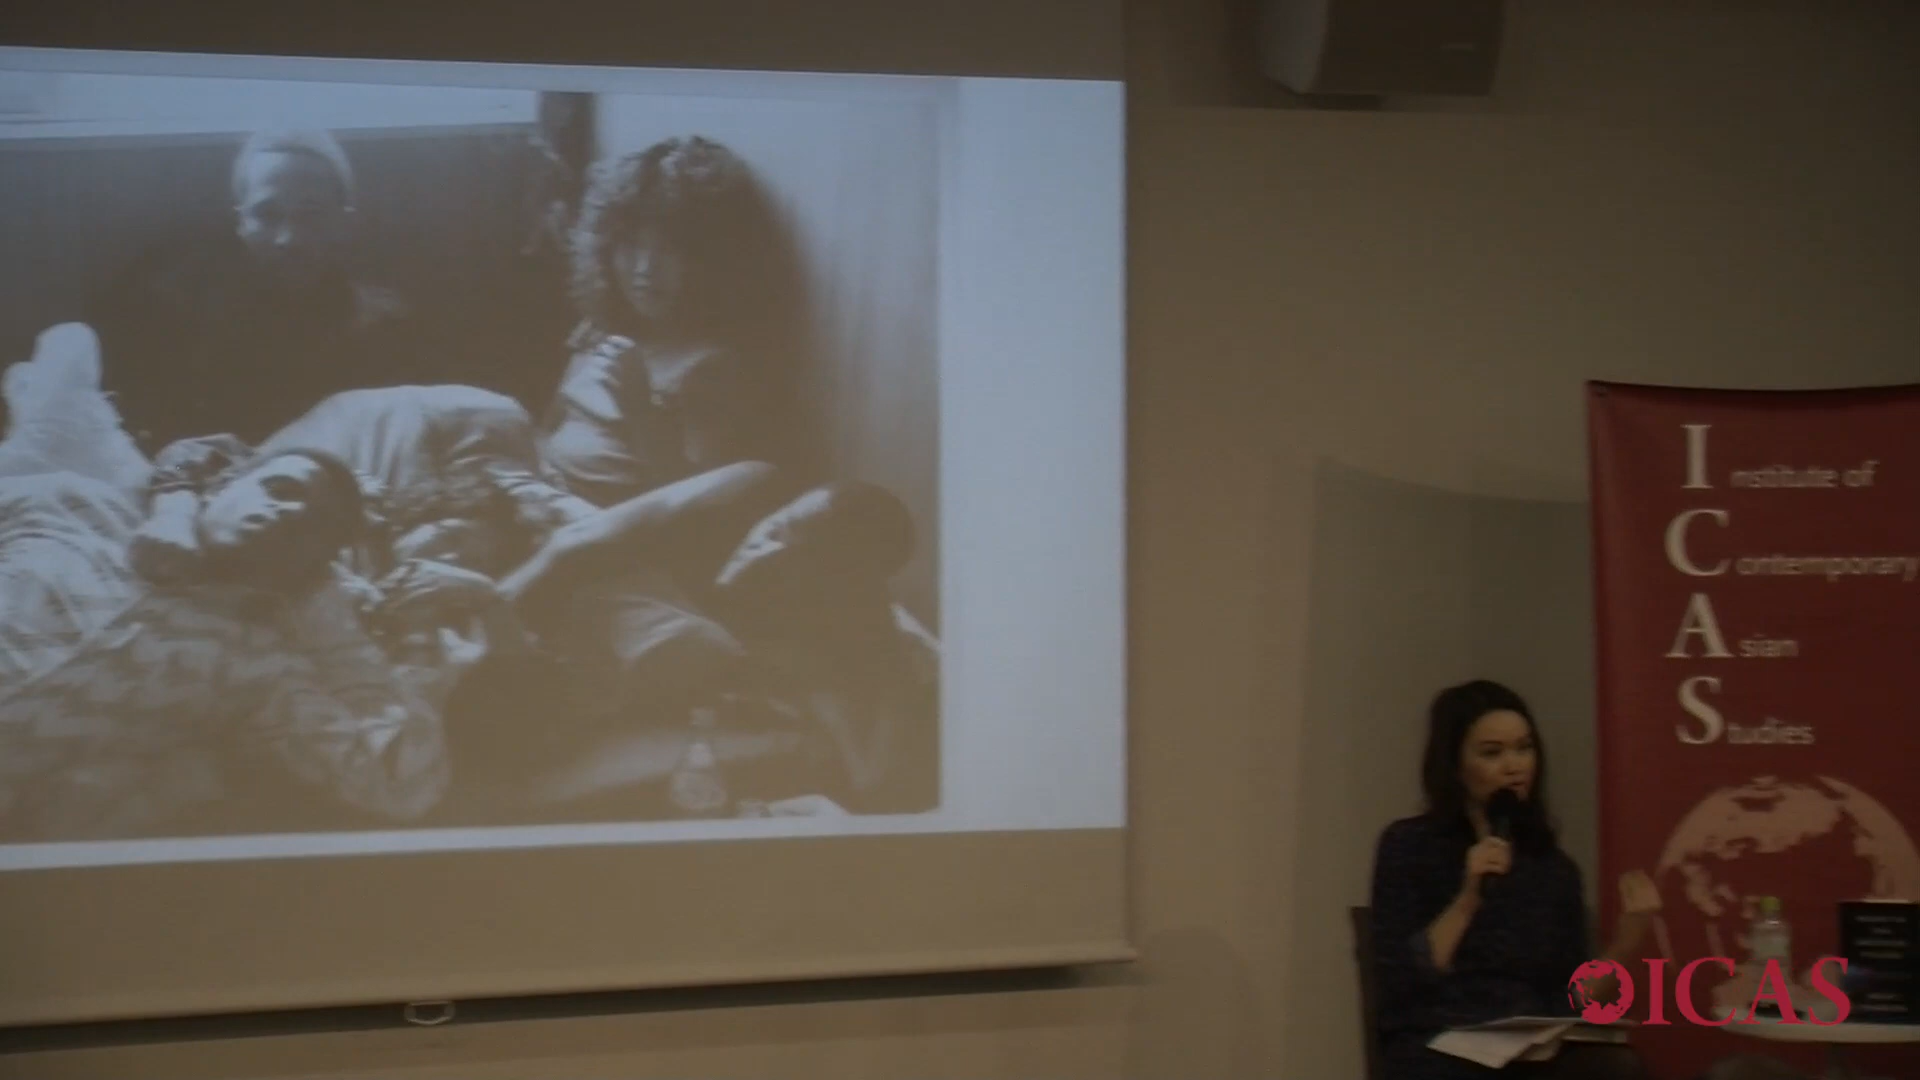 Institute of
Contemporary
Asian
Studies
ICAS